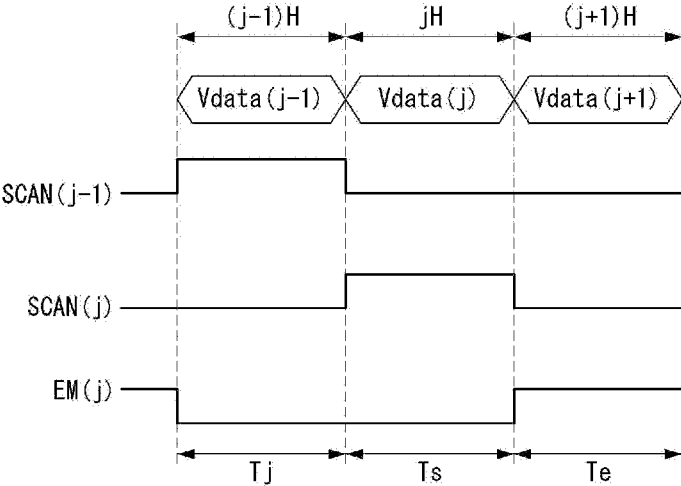 (j-1)H jH (j+1)H
Vdata(j-1) Vdata(j) Vdata(j+1)
SCAN(j-1)
SCAN(j)
EM(j)
Tj Ts Te